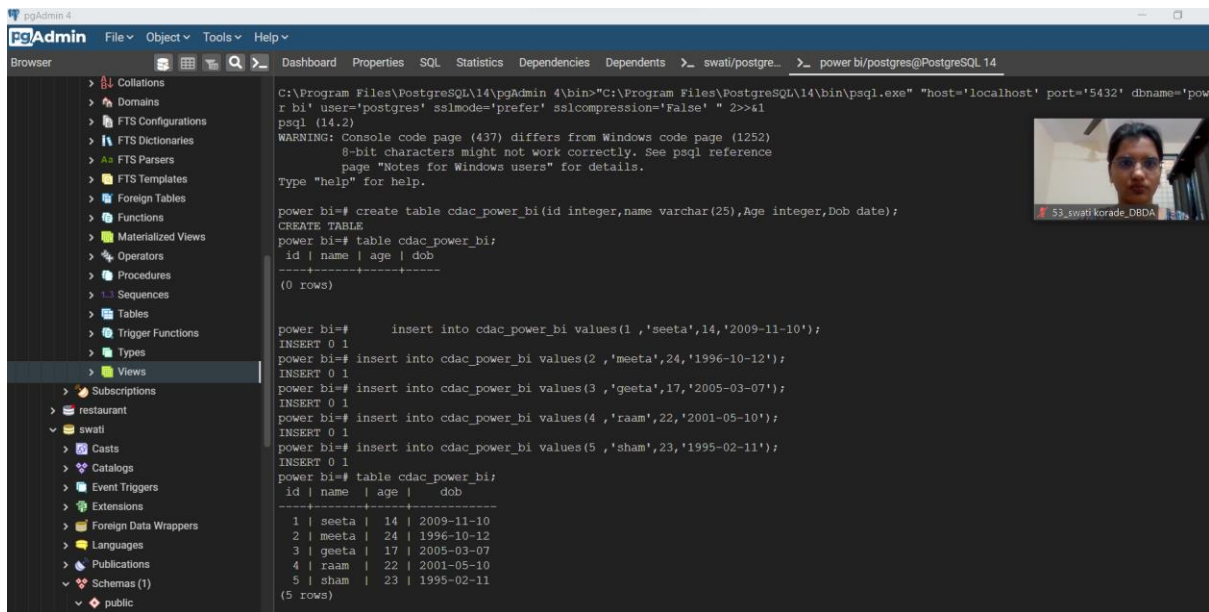 pgAdmin 4
pgAdmin File Object Tools Help
Browser
Dashboard Properties SQL Statistics Dependencies Dependents swati/postgre... power bi/postgres@PostgreSQL 14
Collations
Domains
FTS Configurations
FTS Dictionaries
FTS Parsers
FTS Templates
Foreign Tables
Functions
Materialized Views
Operators
Procedures
1..3 Sequences
Tables
Trigger Functions
Types
Views
Subscriptions
restaurant
swati
Casts
Catalogs
Event Triggers
Extensions
Foreign Data Wrappers
Languages
Publications
Schemas (1)
public
C:\Program Files\PostgreSQL\14\pgAdmin 4\bin>"C:\Program Files\PostgreSQL\14\bin\psql.exe" "host='localhost' port='5432' dbname='pow
r bi' user='postgres' sslmode='prefer' sslcompression='False' " 2>>&1
psql (14.2)
WARNING: Console code page (437) differs from Windows code page (1252)
8-bit characters might not work correctly. See psql reference
page "Notes for Windows users" for details.
Type "help" for help.
power bi=# create table cdac_power_bi(id integer,name varchar(25),Age integer,Dob date);
CREATE TABLE
power bi=# table cdac_power_bi;
id | name | age | dob
----+------+-----+-----
(0 rows)
power bi=# insert into cdac_power_bi values(1 ,'seeta',14,'2009-11-10');
INSERT 0 1
power bi=# insert into cdac_power_bi values(2 ,'meeta',24,'1996-10-12');
INSERT 0 1
power bi=# insert into cdac_power_bi values(3 ,'geeta',17,'2005-03-07');
INSERT 0 1
power bi=# insert into cdac_power_bi values(4 ,'raam',22,'2001-05-10');
INSERT 0 1
power bi=# insert into cdac_power_bi values(5 ,'sham',23,'1995-02-11');
INSERT 0 1
power bi=# table cdac_power_bi;
id | name | age | dob
----+-------+-----+------------
1 | seeta | 14 | 2009-11-10
2 | meeta | 24 | 1996-10-12
3 | geeta | 17 | 2005-03-07
4 | raam | 22 | 2001-05-10
5 | sham | 23 | 1995-02-11
(5 rows)
53_swati korade_DBDA